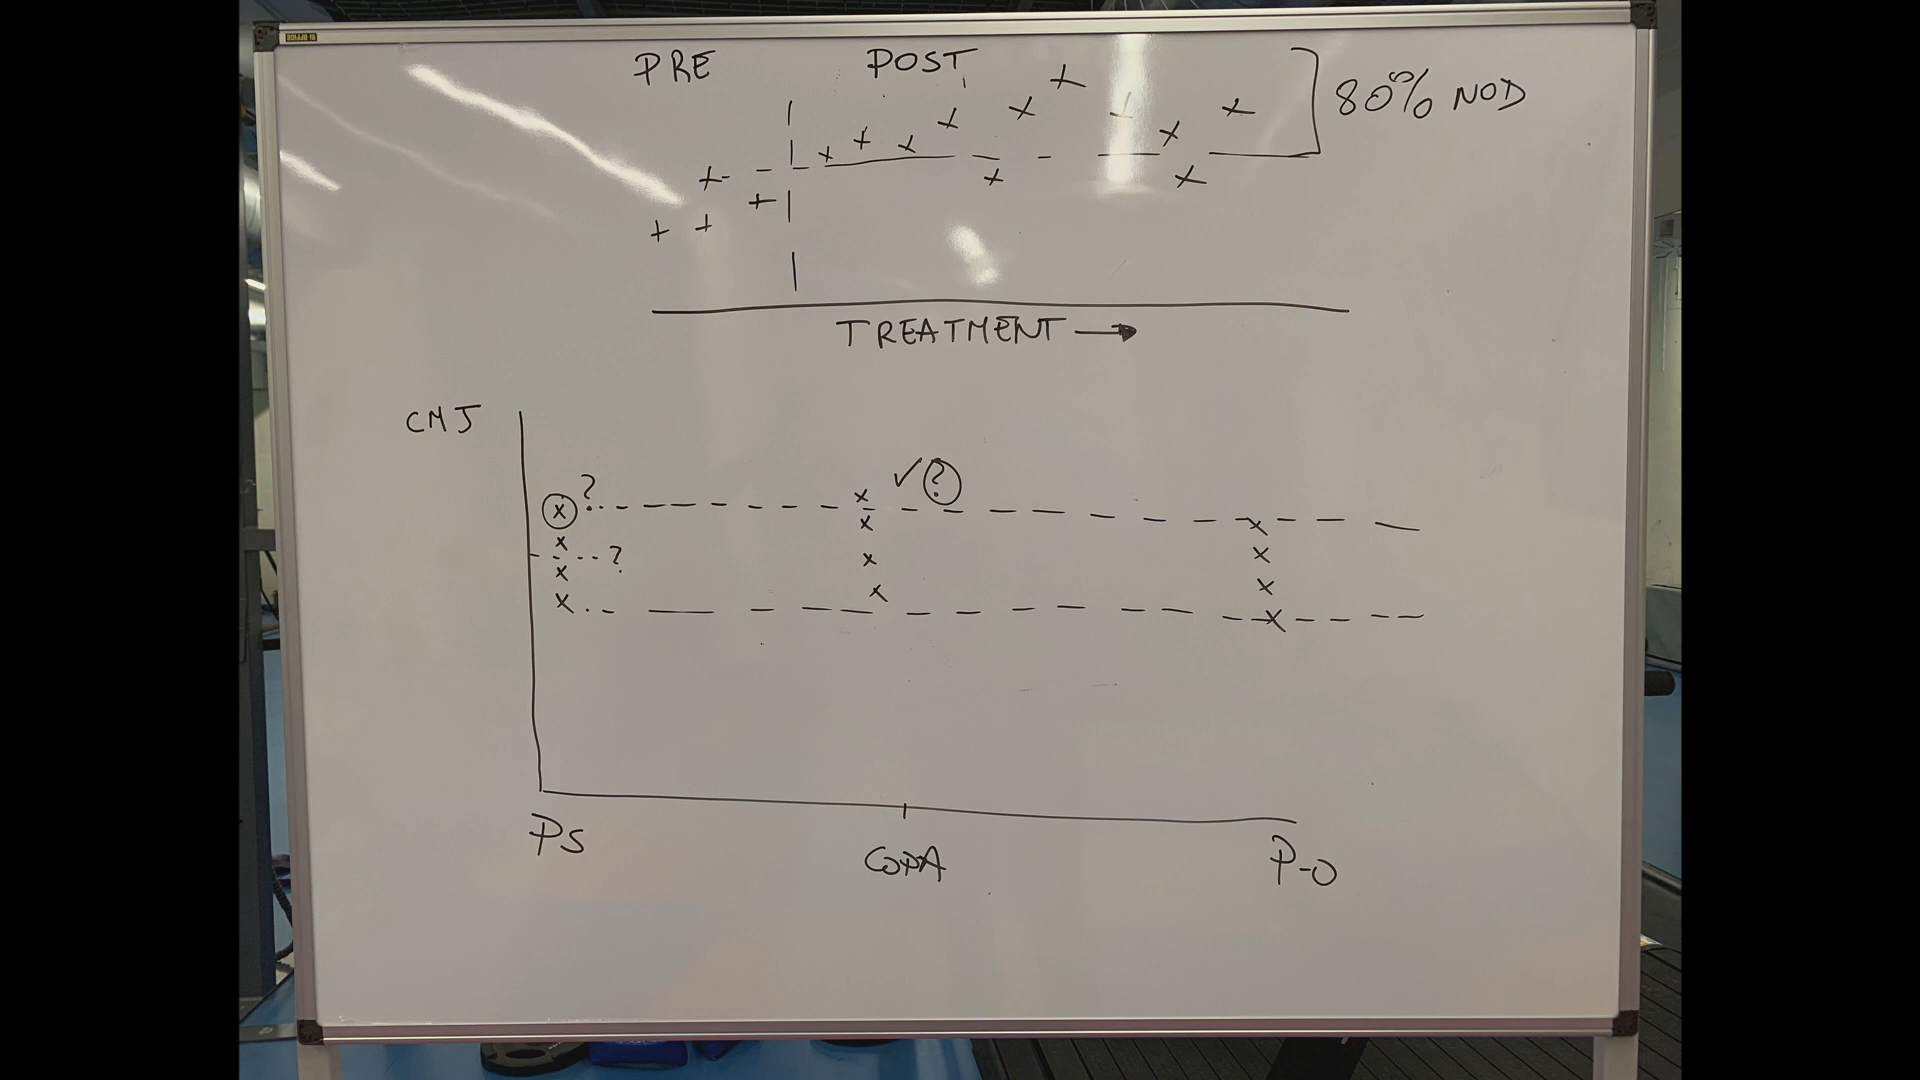 PRE POST
80% NOD
TREATMENT →
CMJ
? ✓ ?
?
PS COPA P-O